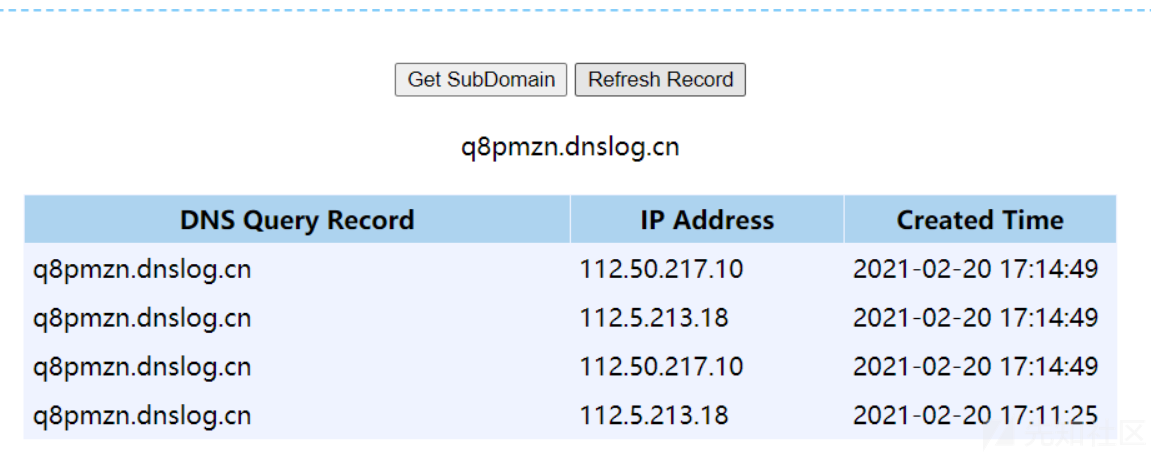 Get SubDomain Refresh Record
q8pmzn.dnslog.cn
DNS Query Record IP Address Created Time
q8pmzn.dnslog.cn 112.50.217.10 2021-02-20 17:14:49
q8pmzn.dnslog.cn 112.5.213.18 2021-02-20 17:14:49
q8pmzn.dnslog.cn 112.50.217.10 2021-02-20 17:14:49
q8pmzn.dnslog.cn 112.5.213.18 2021-02-20 17:11:25
先知社区